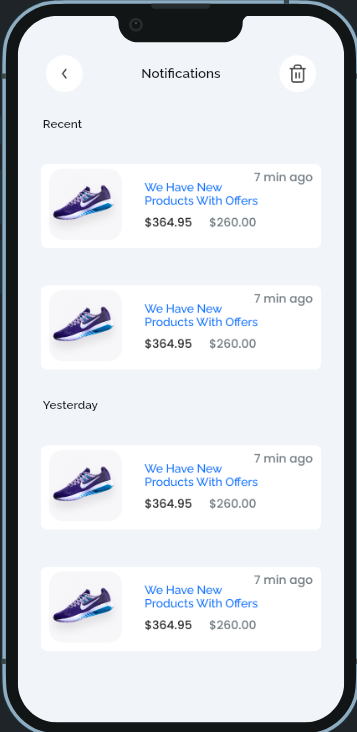 Notifications
Recent
7 min ago
We Have New
Products With Offers
$364.95 $260.00
7 min ago
We Have New
Products With Offers
$364.95 $260.00
Yesterday
7 min ago
We Have New
Products With Offers
$364.95 $260.00
7 min ago
We Have New
Products With Offers
$364.95 $260.00